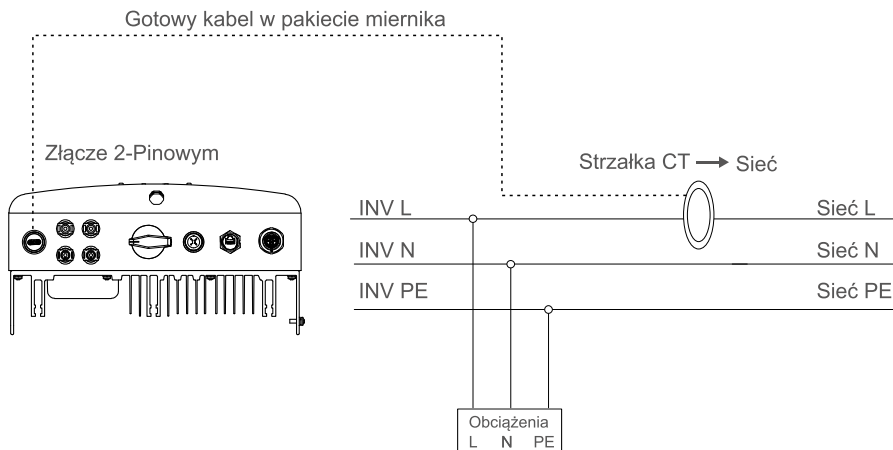 Gotowy kabel w pakiecie miernika
Złącze 2-Pinowym
Strzałka CT → Sieć
INV L
Sieć L
INV N
Sieć N
INV PE
Sieć PE
Obciążenia
L N PE